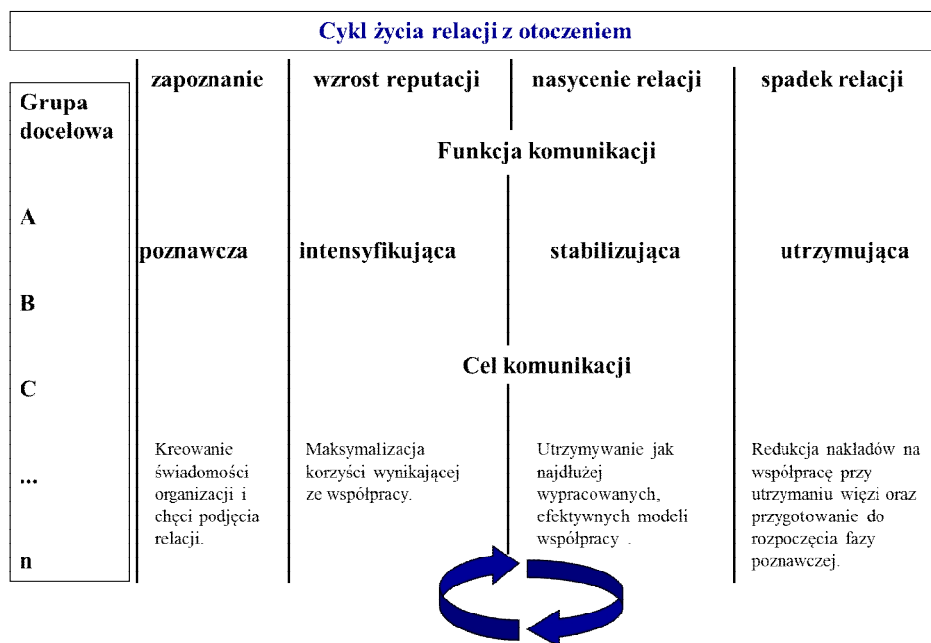 Cykl życia relacji z otoczeniem
zapoznanie
wzrost reputacji
nasycenie relacji
spadek relacji
Grupa
docelowa
A
B
C
...
n
Funkcja komunikacji
poznawcza
intensyfikująca
stabilizująca
utrzymująca
Cel komunikacji
Kreowanie
świadomości
organizacji i
chęci podjęcia
relacji.
Maksymalizacja
korzyści wynikającej
ze współpracy.
Utrzymywanie jak
najdłużej
wypracowanych,
efektywnych modeli
współpracy .
Redukcja nakładów na
współpracę przy
utrzymaniu więzi oraz
przygotowanie do
rozpoczęcia fazy
poznawczej.